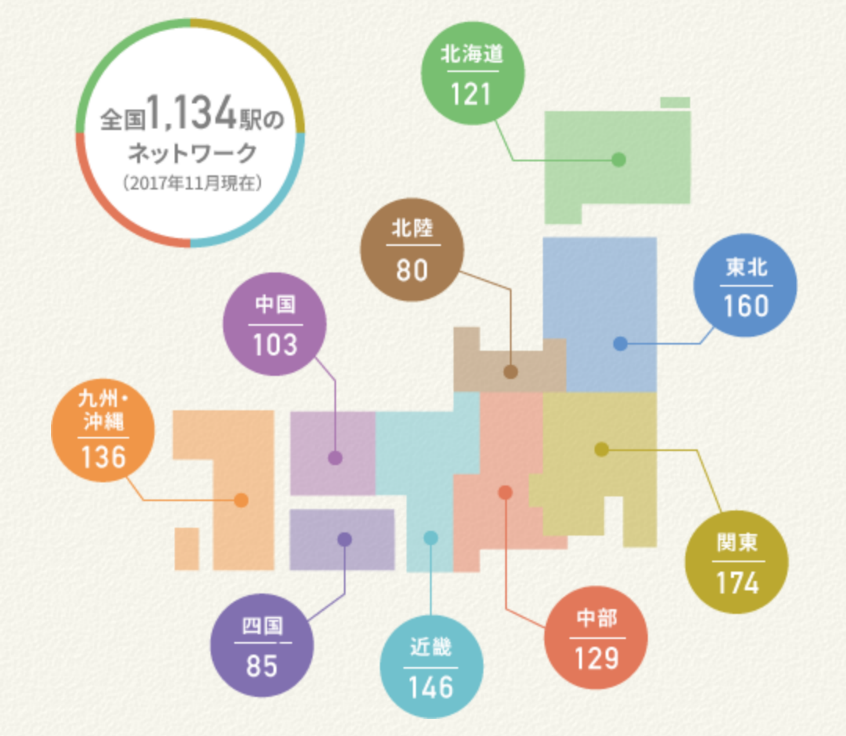 全国1,134駅の
ネットワーク
（2017年11月現在）
北海道
121
北陸
80
東北
160
中国
103
九州・
沖縄
136
関東
174
中部
129
四国
85
近畿
146